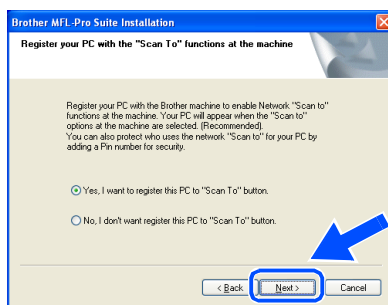 Brother MFL-Pro Suite Installation
Register your PC with the "Scan To" functions at the machine
Register your PC with the Brother machine to enable Network "Scan to"
functions at the machine. Your PC will appear when the "Scan to"
options at the machine are selected. (Recommended).
You can also protect who uses the network "Scan to" for your PC by
adding a Pin number for security.
Yes, I want to register this PC to "Scan To" button.
No, I don't want register this PC to "Scan To" button.
< Back Next > Cancel